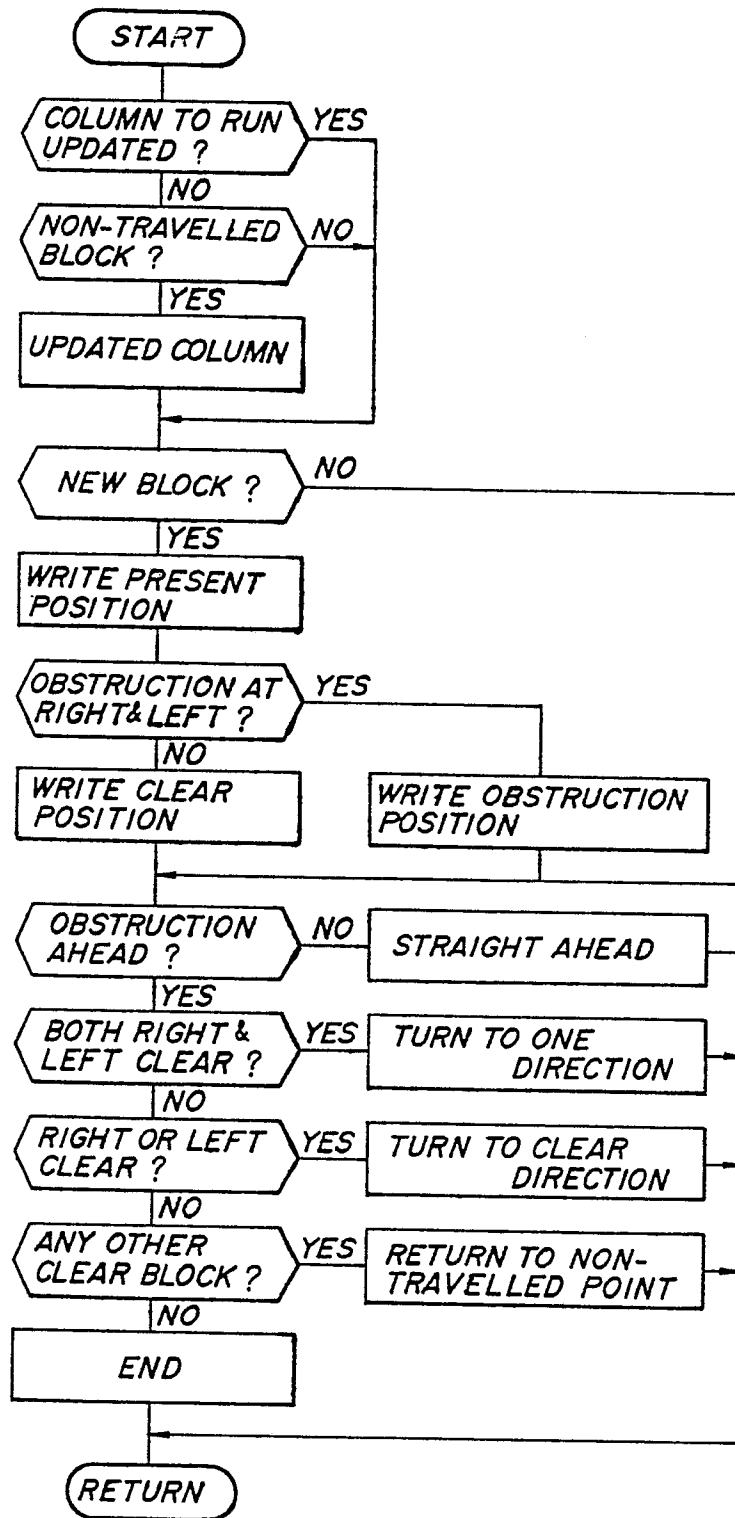 START
COLUMN TO RUN
UPDATED ?
YES
NO
NON-TRAVELLED
BLOCK ?
NO
YES
UPDATED COLUMN
NEW BLOCK ?
NO
YES
WRITE PRESENT
POSITION
OBSTRUCTION AT
RIGHT & LEFT ?
YES
NO
WRITE CLEAR
POSITION
WRITE OBSTRUCTION
POSITION
OBSTRUCTION
AHEAD ?
NO
STRAIGHT AHEAD
YES
BOTH RIGHT &
LEFT CLEAR ?
YES
TURN TO ONE
DIRECTION
NO
RIGHT OR LEFT
CLEAR ?
YES
TURN TO CLEAR
DIRECTION
NO
ANY OTHER
CLEAR BLOCK ?
YES
RETURN TO NON-
TRAVELLED POINT
NO
END
RETURN